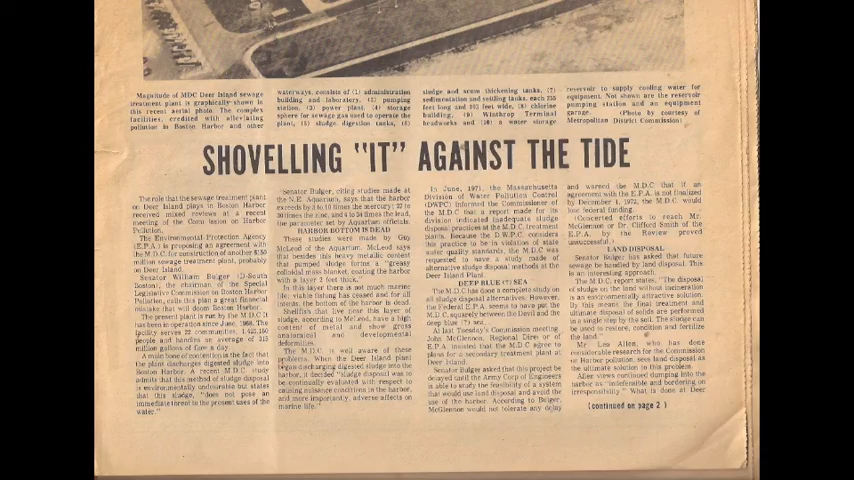 Magnitude of MDC Deer Island sewage
treatment plant is graphically shown in
this recent aerial photo. The complex
facilities, credited with alleviating
pollution in Boston Harbor and other
waterways, consists of (1) administration
building and laboratory, (2) pumping
station, (3) power plant, (4) storage
sphere for sewage gas used to operate the
plant, (5) sludge digestion tanks, (6)
sludge and scum thickening tanks, (7)
sedimentation and settling tanks, each 255
feet long and 103 feet wide, (8) chlorine
building, (9) Winthrop Terminal
headworks and (10) a water storage
reservoir to supply cooling water for
equipment. Not shown are the reservoir
pumping station and an equipment
garage. (Photo by courtesy of
Metropolitan District Commission)
SHOVELLING "IT" AGAINST THE TIDE
The role that the sewage treatment plant
on Deer Island plays in Boston Harbor
received mixed reviews at a recent
meeting of the Commission on Harbor
Pollution.
The Environmental Protection Agency
(E.P.A.) is proposing an agreement with
the M.D.C. for construction of another
million sewage treatment plant, probably
on Deer Island.
Senator William Bulger (D-South
Boston), the chairman of the Special
Legislative Commission on Boston Harbor
Pollution, calls this plan a great financial
mistake that will doom Boston Harbor.
The present plant is run by the M.D.C. It
has been in operation since June, 1968. The
facility serves 22 communities,
people and handles an average of 315
million gallons of flow a day.
A main bone of contention is the fact that
the plant discharges digested sludge into
Boston Harbor. A recent M.D.C. study
admits that this method of sludge disposal
is environmentally undesirable but states
that this sludge, "does not pose an
immediate threat to the present uses of the
water."
Senator Bulger, citing studies made at
the N.E. Aquarium, says that the harbor
exceeds by 3 to 10 times the mercury; 27 to
30 times the zinc, and 4 to 34 times the lead,
the parameter set by Aquarium officials.
HARBOR BOTTOM IS DEAD
These studies were made by Guy
McLeod of the Aquarium. McLeod says
that besides this heavy metallic content
that pumped sludge forms a "greasy
colloidal mass blanket, coating the harbor
with a layer 2 feet thick."
In this layer there is not much marine
life; viable fishing has ceased and for all
intents, the bottom of the harbor is dead.
Shellfish that live near this layer of
sludge, according to McLeod, have a high
content of metal and show gross
anatomical and developmental
deformities.
The M.D.C. is well aware of these
problems. When the Deer Island plant
began discharging digested sludge into the
harbor, it decided "sludge disposal was to
be continually evaluated with respect to
causing nuisance conditions in the harbor,
and more importantly, adverse affects on
marine life."
In June, 1971, the Massachusetts
Division of Water Pollution Control
(DWPC) informed the Commissioner of
the M.D.C. that a report made for its
division indicated inadequate sludge
disposal practices at the M.D.C. treatment
plants. Because the D.W.P.C. considers
this practice to be in violation of state
water quality standards, the M.D.C. was
requested to have a study made of
alternative sludge disposal methods at the
Deer Island Plant.
DEEP BLUE (?) SEA
The M.D.C. has done a complete study on
all sludge disposal alternatives. However,
the Federal E.P.A. seems to have put the
M.D.C. squarely between the Devil and the
deep blue (?) sea.
At last Tuesday's Commission meeting,
John McGlennon, Regional Director of
E.P.A. insisted that the M.D.C. agree to
plans for a secondary treatment plant at
Deer Island.
Senator Bulger asked that this project be
delayed until the Army Corp of Engineers
is able to study the feasibility of a system
that would use land disposal and avoid the
use of the harbor. According to Bulger,
McGlennon would not tolerate any delay
and warned the M.D.C. that if an
agreement with the E.P.A. is not finalized
by December 1, 1972, the M.D.C. would
lose federal funding.
(Concerted efforts to reach Mr.
McGlennon or Dr. Clifford Smith of the
E.P.A. by the Review proved
unsuccessful.)
LAND DISPOSAL
Senator Bulger has asked that future
sewage be handled by land disposal. This
is an interesting approach.
The M.D.C. report states, "The disposal
of sludge on land without incineration
is an environmentally attractive solution.
By this means the final treatment and
ultimate disposal of solids are performed
in a single step by the soil. The sludge can
be used to restore, condition and fertilize
the land."
Mr. Les Allen, who has done
considerable research for the Commission
on Harbor pollution, sees land disposal as
the ultimate solution to this problem.
Allen views continued dumping into the
harbor as "indefensible and bordering on
irresponsibility." What is done at Deer
(continued on page 2)